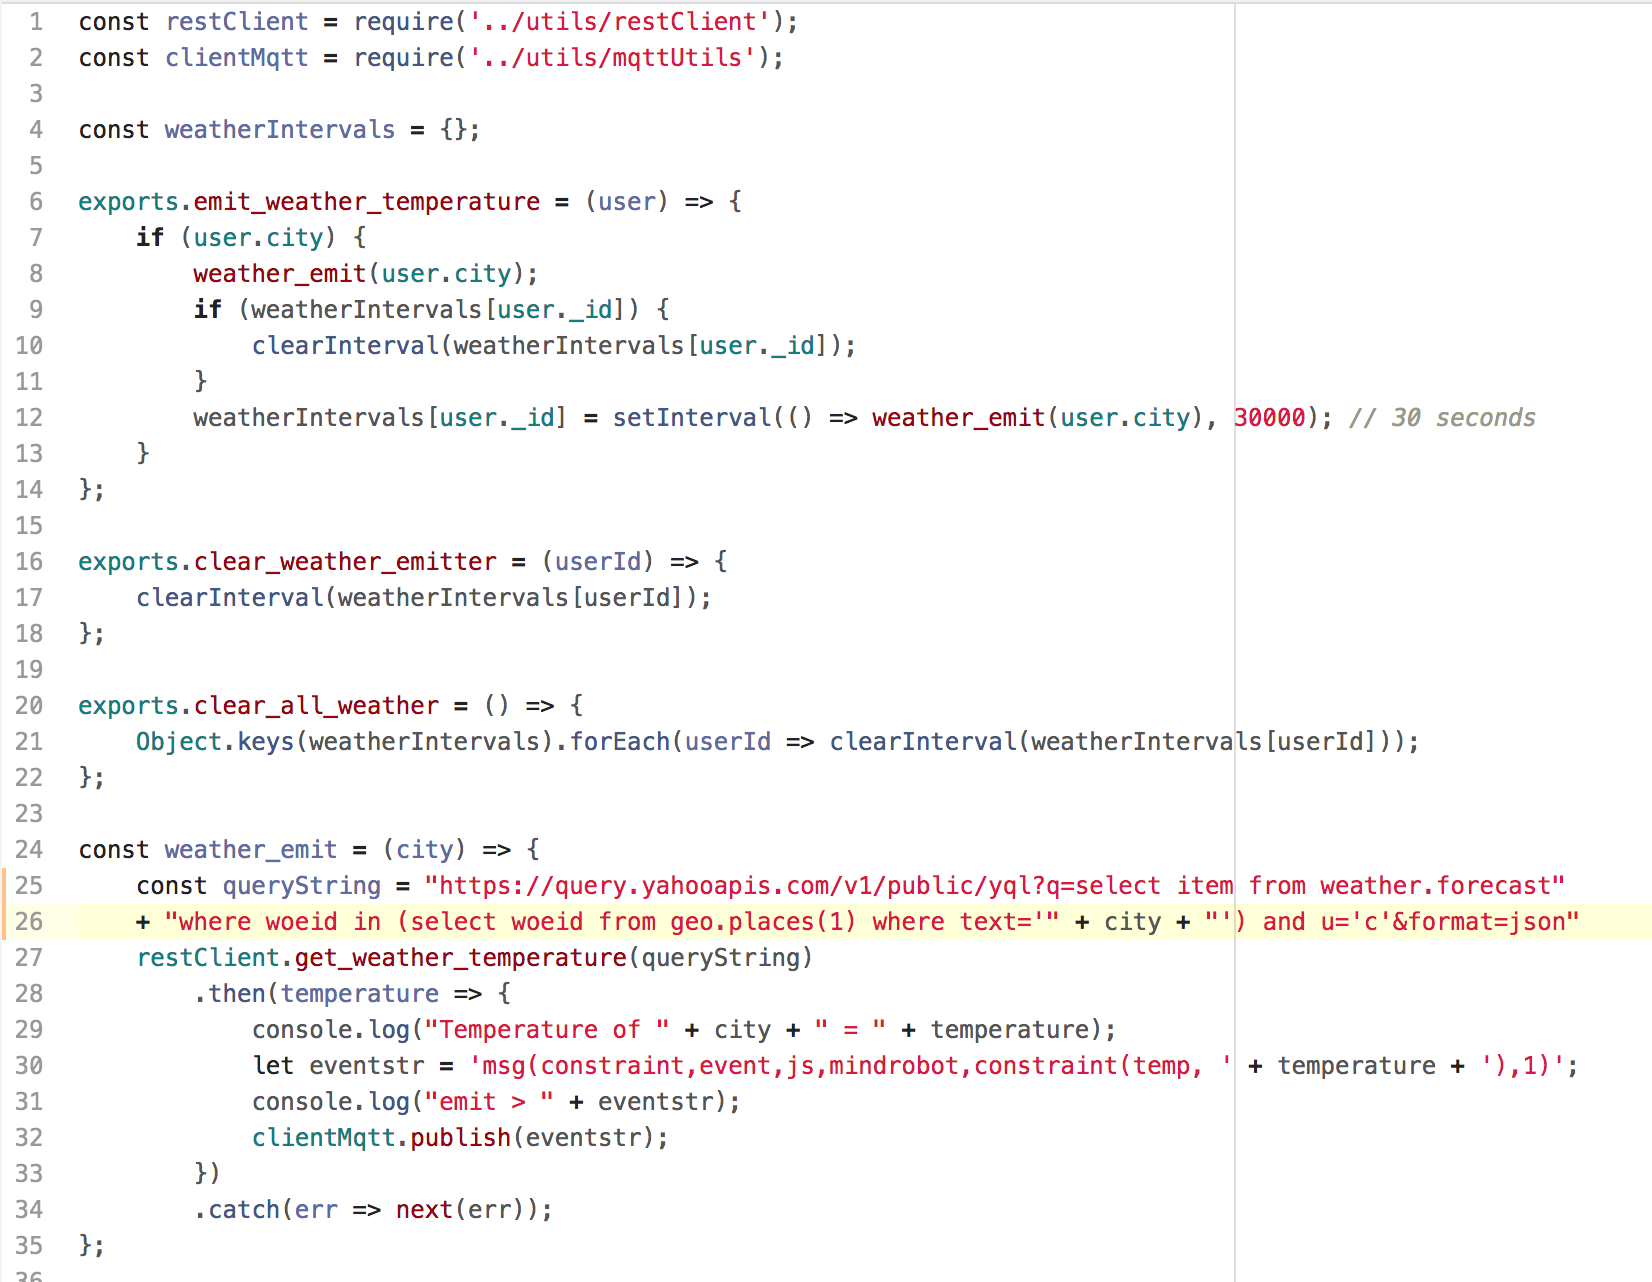 1 const restClient = require('../utils/restClient');
2 const clientMqtt = require('../utils/mqttUtils');
3
4 const weatherIntervals = {};
5
6 exports.emit_weather_temperature = (user) => {
7     if (user.city) {
8         weather_emit(user.city);
9         if (weatherIntervals[user._id]) {
10             clearInterval(weatherIntervals[user._id]);
11         }
12         weatherIntervals[user._id] = setInterval(() => weather_emit(user.city), 30000); // 30 seconds
13     }
14 };
15
16 exports.clear_weather_emitter = (userId) => {
17     clearInterval(weatherIntervals[userId]);
18 };
19
20 exports.clear_all_weather = () => {
21     Object.keys(weatherIntervals).forEach(userId => clearInterval(weatherIntervals[userId]));
22 };
23
24 const weather_emit = (city) => {
25     const queryString = "https://query.yahooapis.com/v1/public/yql?q=select item from weather.forecast"
26     + "where woeid in (select woeid from geo.places(1) where text='" + city + "') and u='c'&format=json"
27     restClient.get_weather_temperature(queryString)
28         .then(temperature => {
29             console.log("Temperature of " + city + " = " + temperature);
30             let eventstr = 'msg(constraint,event,js,mindrobot,constraint(temp, ' + temperature + '),1)';
31             console.log("emit > " + eventstr);
32             clientMqtt.publish(eventstr);
33         })
34         .catch(err => next(err));
35 };
36